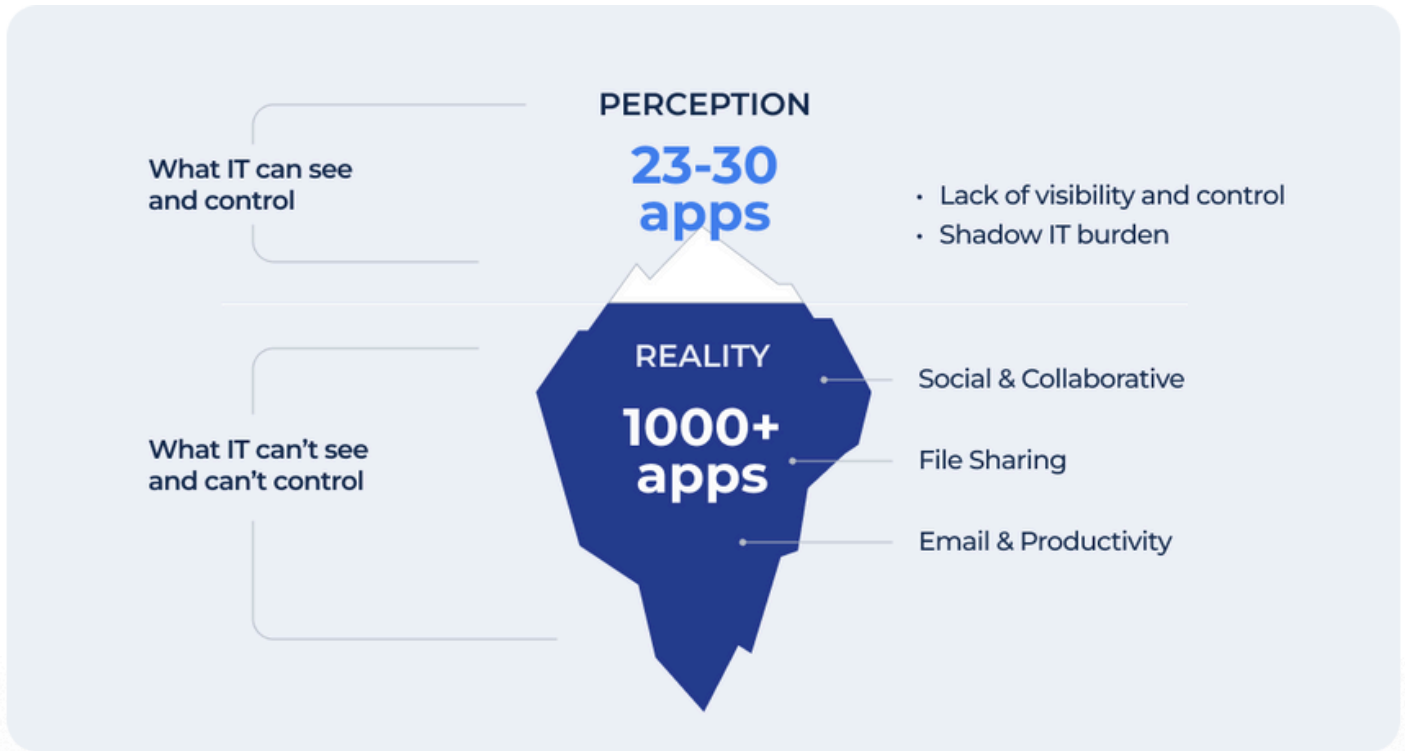 PERCEPTION
23-30
apps
What IT can see
and control
• Lack of visibility and control
• Shadow IT burden
REALITY
1000+
apps
What IT can’t see
and can’t control
Social & Collaborative
File Sharing
Email & Productivity